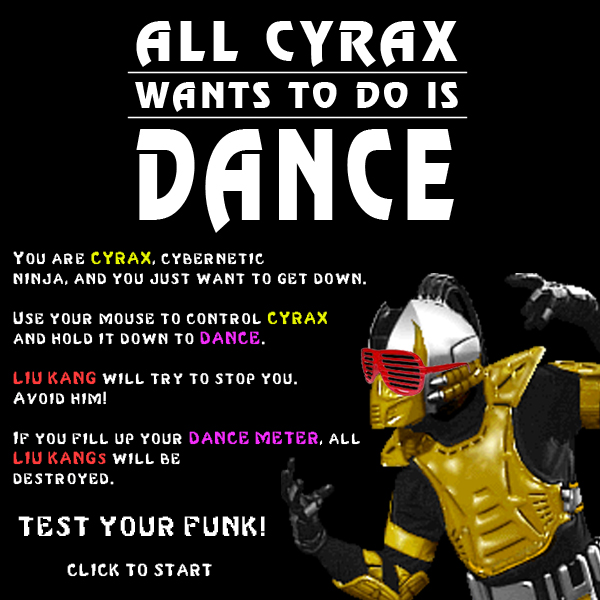 ALL CYRAX
WANTS TO DO IS
DANCE
YOU ARE CYRAX, CYBERNETIC
NINJA, AND YOU JUST WANT TO GET DOWN.
USE YOUR MOUSE TO CONTROL CYRAX
AND HOLD IT DOWN TO DANCE.
LIU KANG WILL TRY TO STOP YOU.
AVOID HIM!
IF YOU FILL UP YOUR DANCE METER, ALL
LIU KANGS WILL BE
DESTROYED.
TEST YOUR FUNK!
CLICK TO START